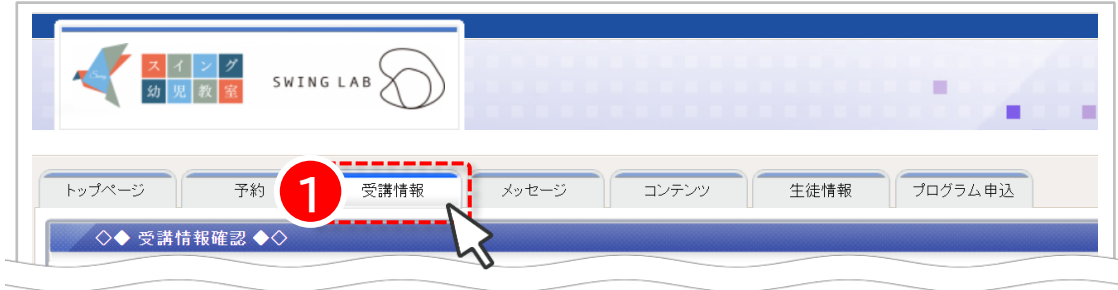 スイング
幼児教室
SWING LAB
トップページ 予約 1 受講情報 メッセージ コンテンツ 生徒情報 プログラム申込
◇◆ 受講情報確認 ◆◇